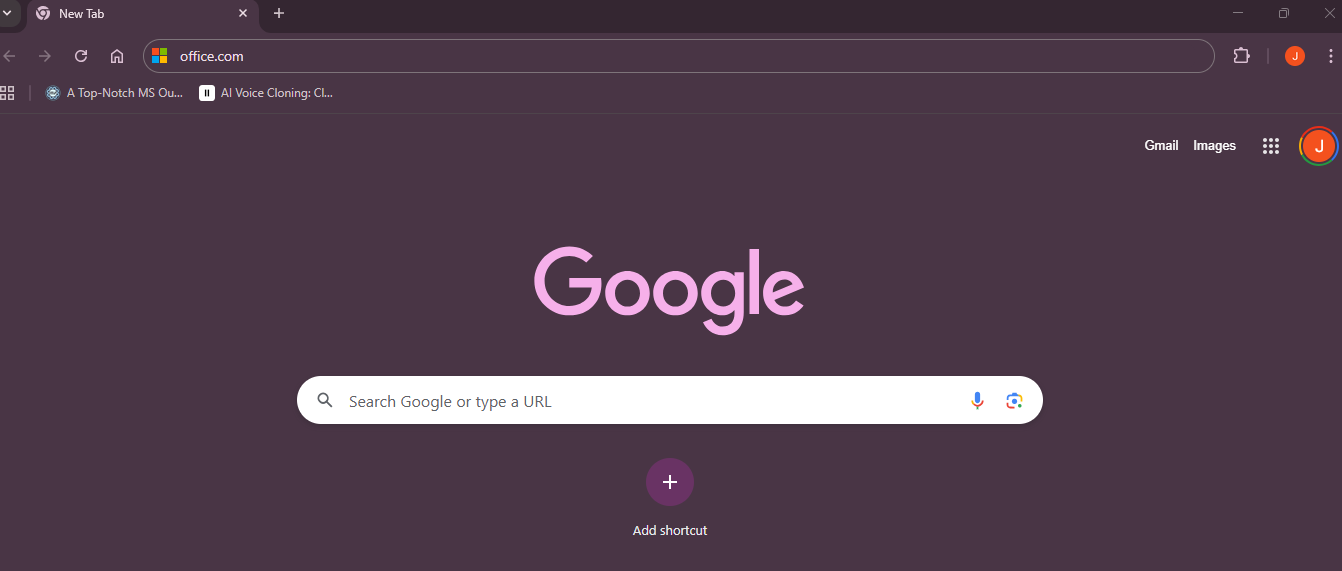 New Tab
office.com
A Top-Notch MS Ou...
AI Voice Cloning: Cl...
Gmail
Images
J
J
Google
Search Google or type a URL
Add shortcut